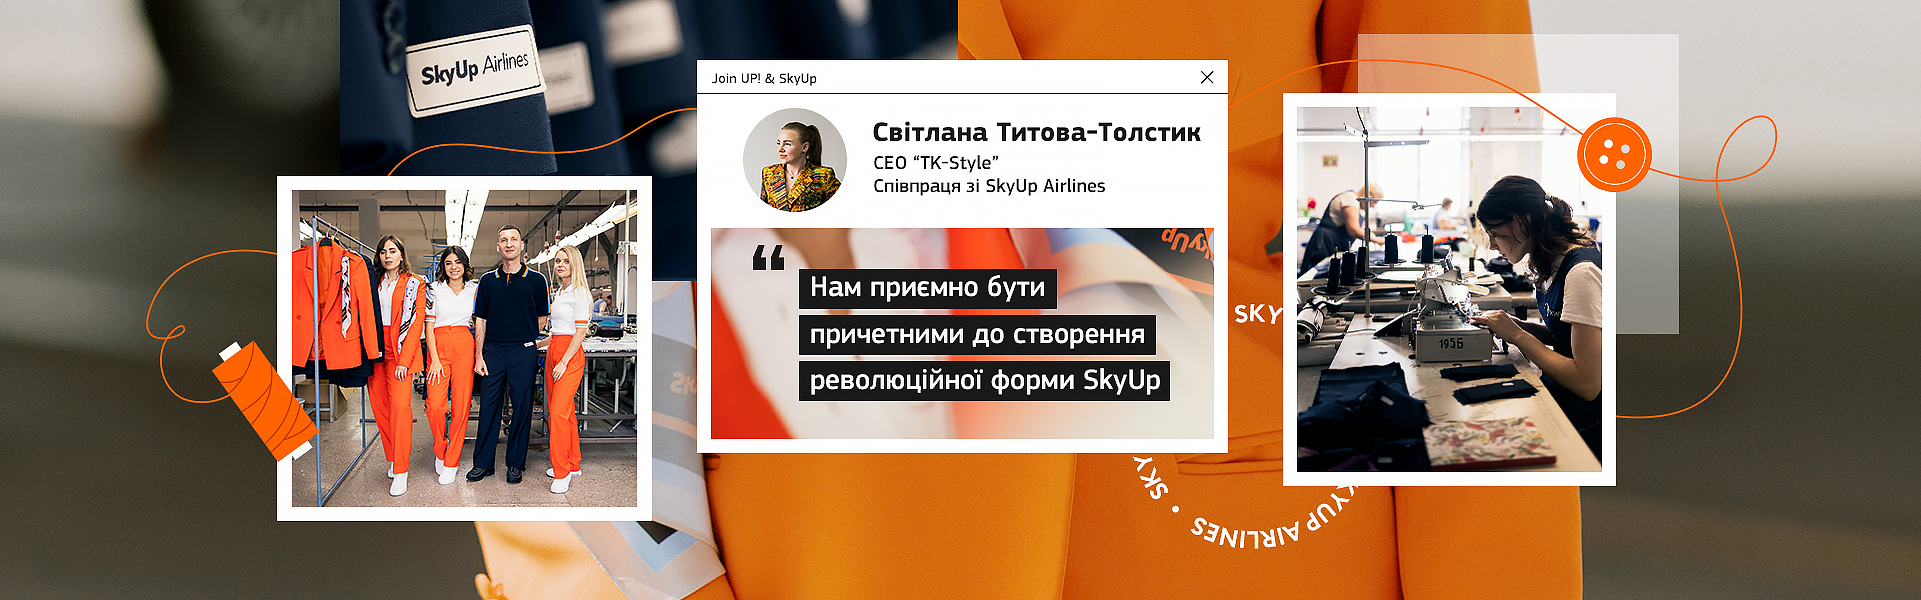 SkyUp Airlines
Join UP! & SkyUp
Світлана Титова-Толстик
CEO “TK-Style”
Співпраця зі SkyUp Airlines
“
Нам приємно бути
причетними до створення
революційної форми SkyUp
SkyUp
SKY
1956
SKY • SKYUP AIRLINES